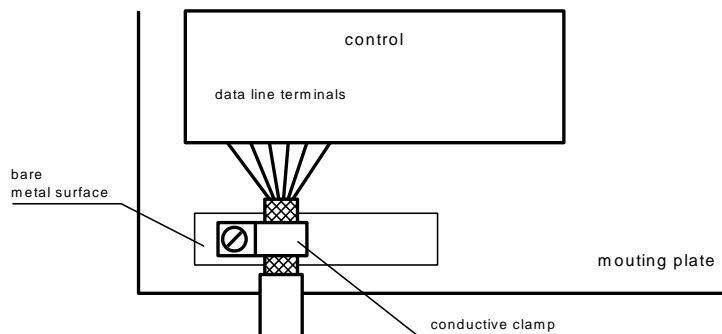 control
data line terminals
bare
metal surface
mouting plate
conductive clamp